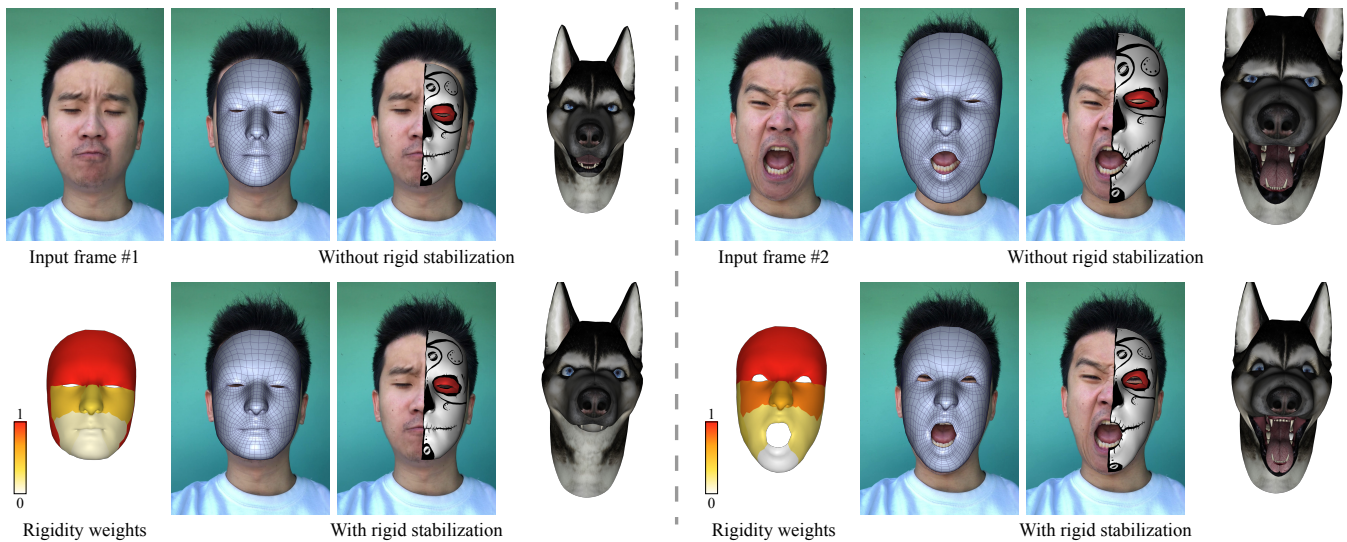 Input frame #1
Without rigid stabilization
Input frame #2
Without rigid stabilization
1
0
Rigidity weights
With rigid stabilization
1
0
Rigidity weights
With rigid stabilization